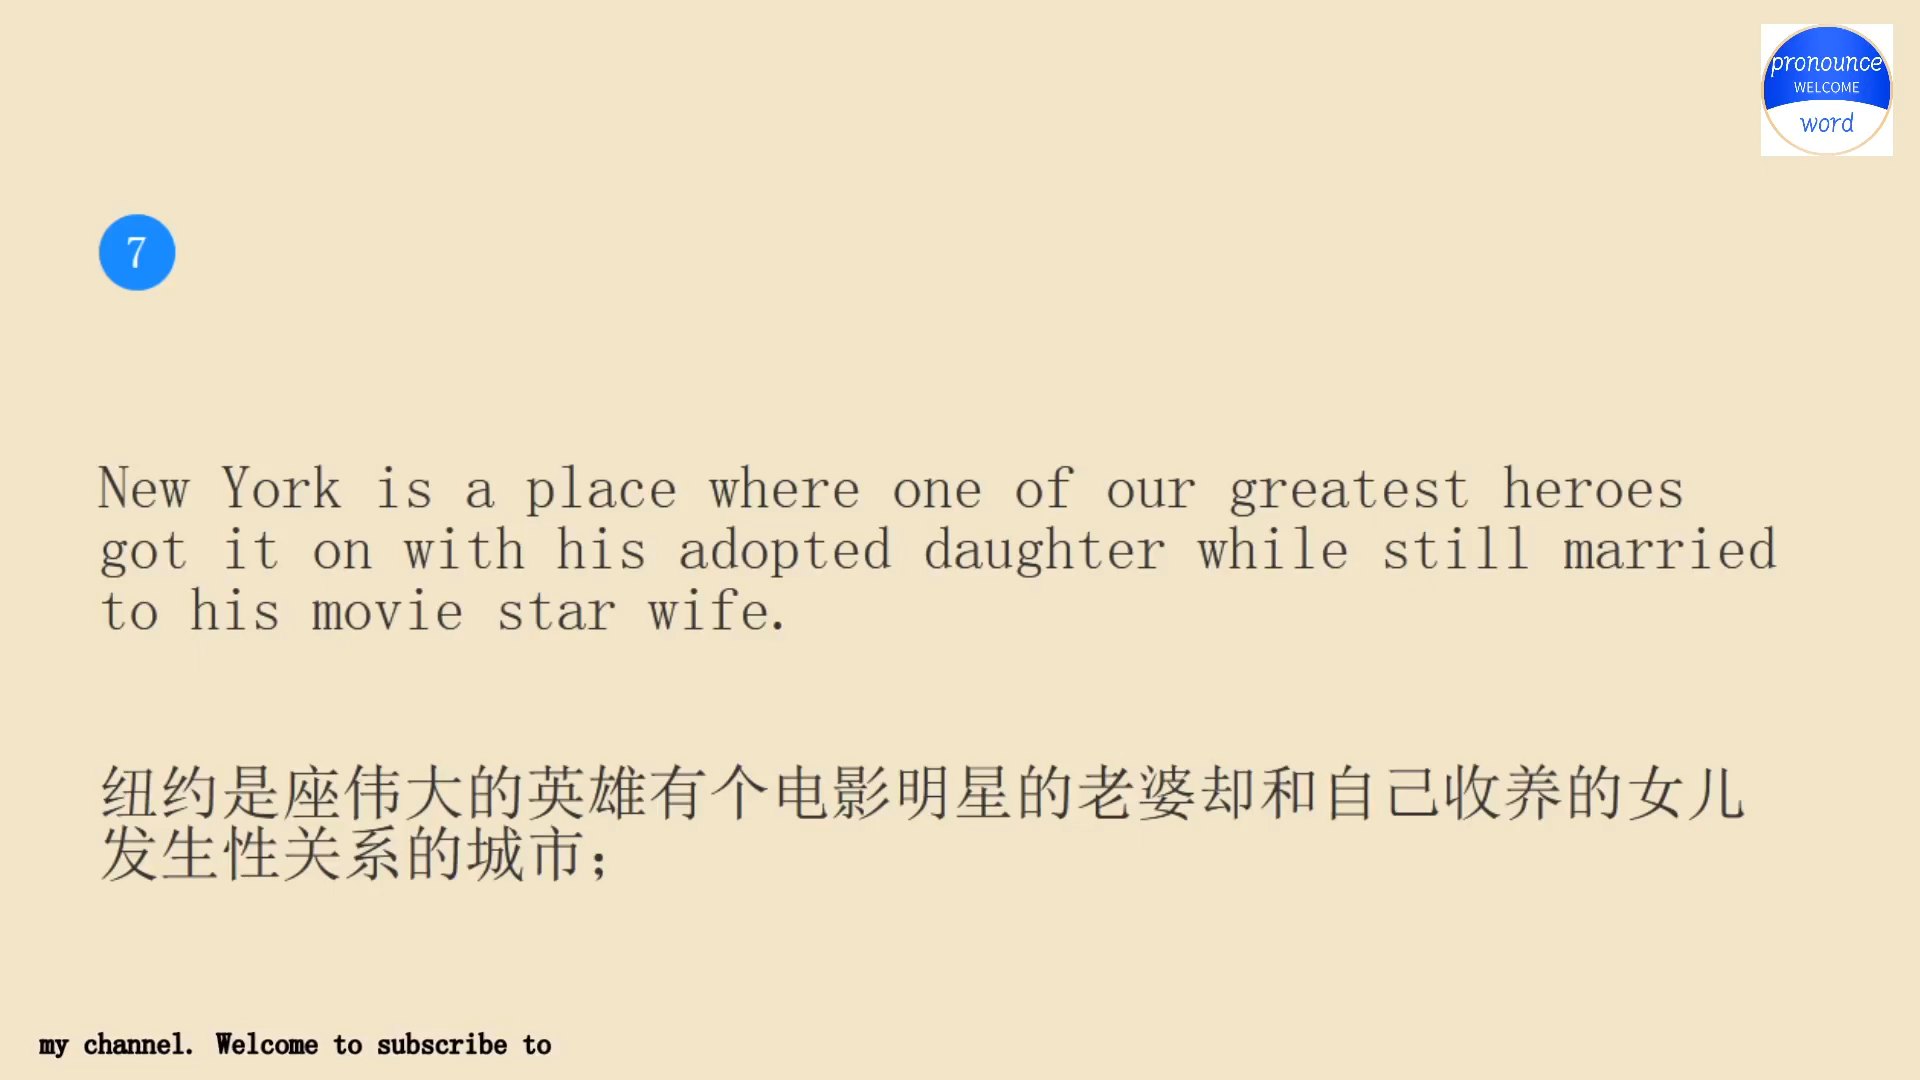 pronounce
WELCOME
word
7
New York is a place where one of our greatest heroes
got it on with his adopted daughter while still married
to his movie star wife.
纽约是座伟大的英雄有个电影明星的老婆却和自己收养的女儿
发生性关系的城市;
my channel. Welcome to subscribe to